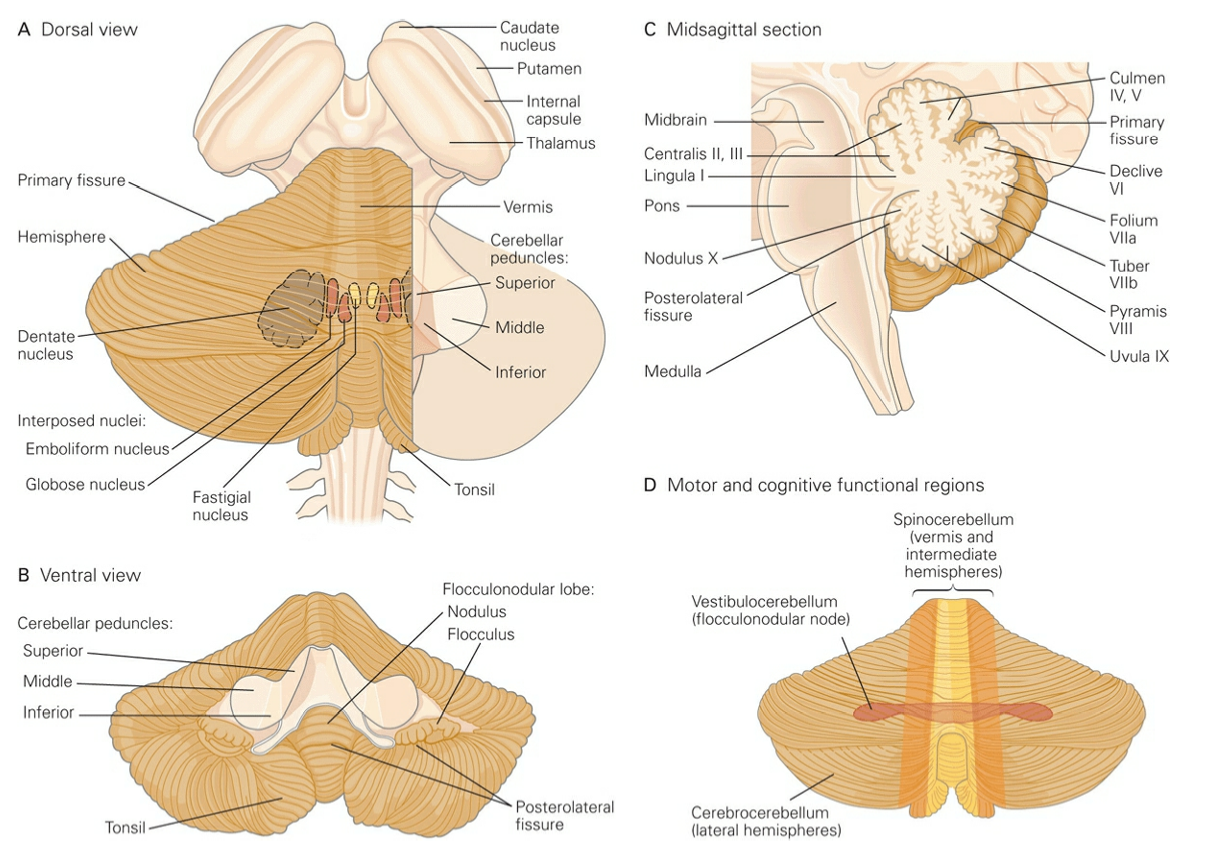 A Dorsal view
Caudate
nucleus
Putamen
Internal
capsule
Thalamus
Primary fissure
Vermis
Hemisphere
Cerebellar
peduncles:
Superior
Middle
Dentate
nucleus
Inferior
Interposed nuclei:
Emboliform nucleus
Globose nucleus
Fastigial
nucleus
Tonsil
B Ventral view
Flocculonodular lobe:
Nodulus
Flocculus
Cerebellar peduncles:
Superior
Middle
Inferior
Tonsil
Posterolateral
fissure
C Midsagittal section
Culmen
IV, V
Midbrain
Primary
fissure
Centralis II, III
Lingula I
Declive
VI
Pons
Folium
VIIa
Nodulus X
Tuber
VIIb
Posterolateral
fissure
Pyramis
VIII
Uvula IX
Medulla
D Motor and cognitive functional regions
Spinocerebellum
(vermis and
intermediate
hemispheres)
Vestibulocerebellum
(flocculonodular node)
Cerebrocerebellum
(lateral hemispheres)